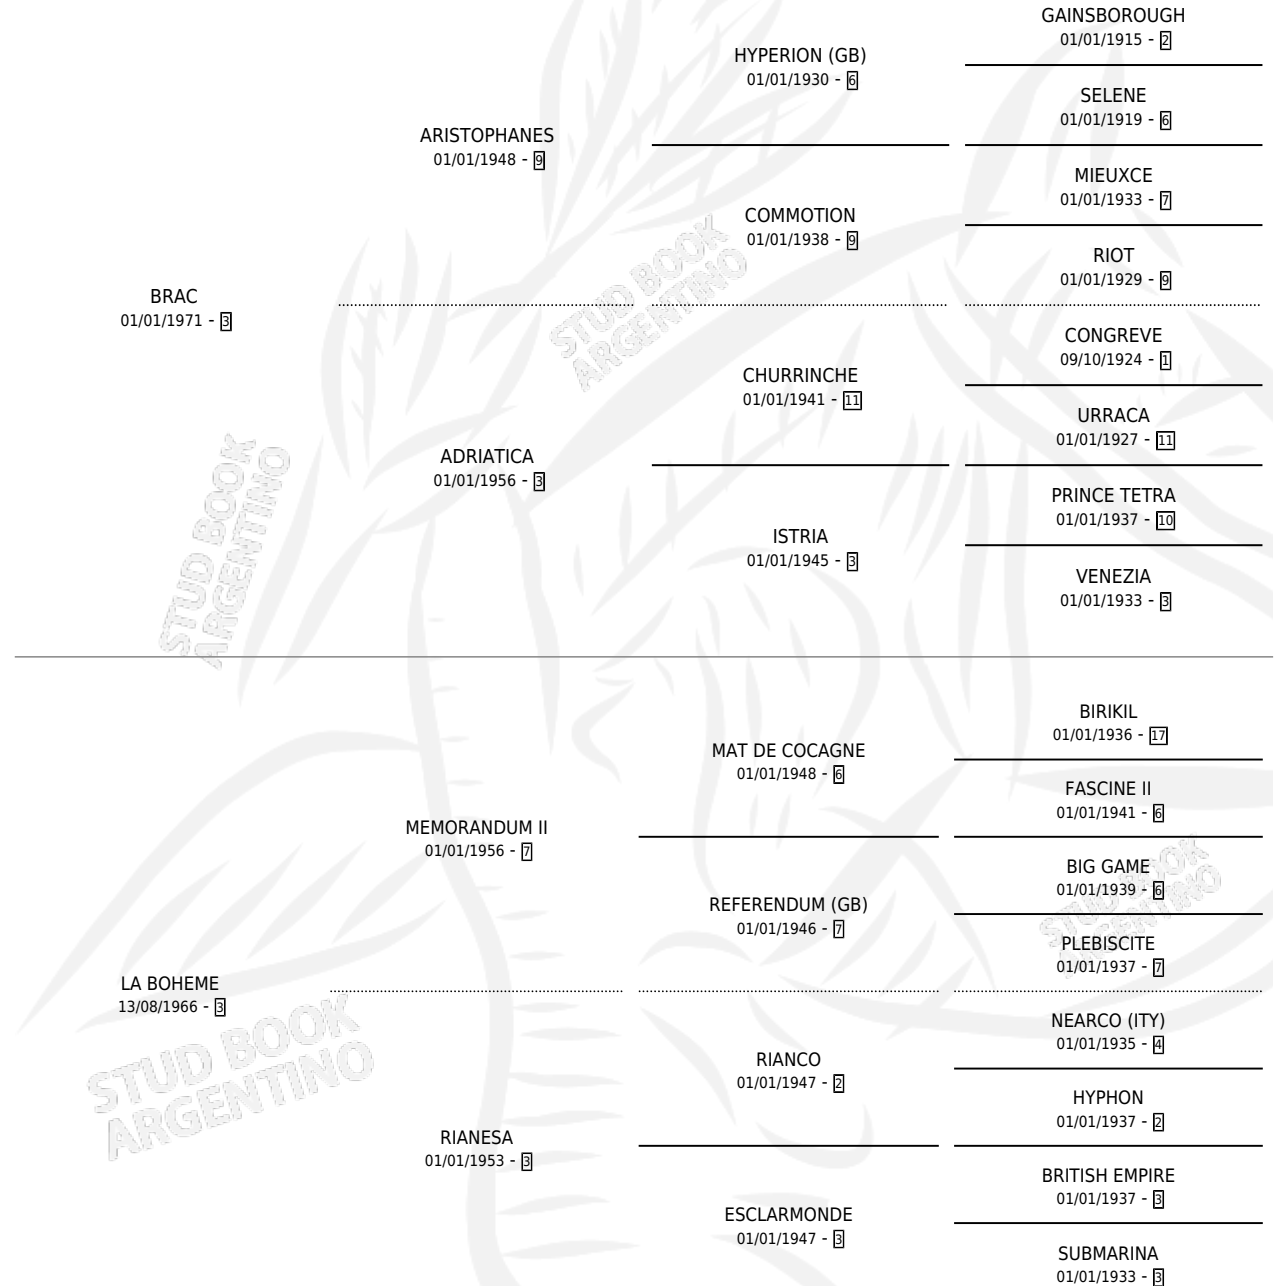 GAINSBOROUGH
01/01/1915 - 2
HYPERION (GB)
01/01/1930 - 6
SELENE
01/01/1919 - 6
ARISTOPHANES
01/01/1948 - 9
MIEUXCE
01/01/1933 - 7
COMMOTION
01/01/1938 - 9
RIOT
01/01/1929 - 9
BRAC
01/01/1971 - 3
CONGREVE
09/10/1924 - 1
CHURRINCHE
01/01/1941 - 11
URRACA
01/01/1927 - 11
ADRIATICA
01/01/1956 - 3
PRINCE TETRA
01/01/1937 - 10
ISTRIA
01/01/1945 - 3
VENEZIA
01/01/1933 - 3
BIRIKIL
01/01/1936 - 17
MAT DE COCAGNE
01/01/1948 - 6
FASCINE II
01/01/1941 - 6
MEMORANDUM II
01/01/1956 - 7
BIG GAME
01/01/1939 - 6
REFERENDUM (GB)
01/01/1946 - 7
PLEBISCITE
01/01/1937 - 7
LA BOHEME
13/08/1966 - 3
NEARCO (ITY)
01/01/1935 - 4
RIANCO
01/01/1947 - 2
HYPHON
01/01/1937 - 2
RIANESA
01/01/1953 - 3
BRITISH EMPIRE
01/01/1937 - 3
ESCLARMONDE
01/01/1947 - 3
SUBMARINA
01/01/1933 - 3
STUD BOOK
ARGENTINO
STUD BOOK
ARGENTINO
STUD BOOK
ARGENTINO
STUD BOOK
ARGENTINO